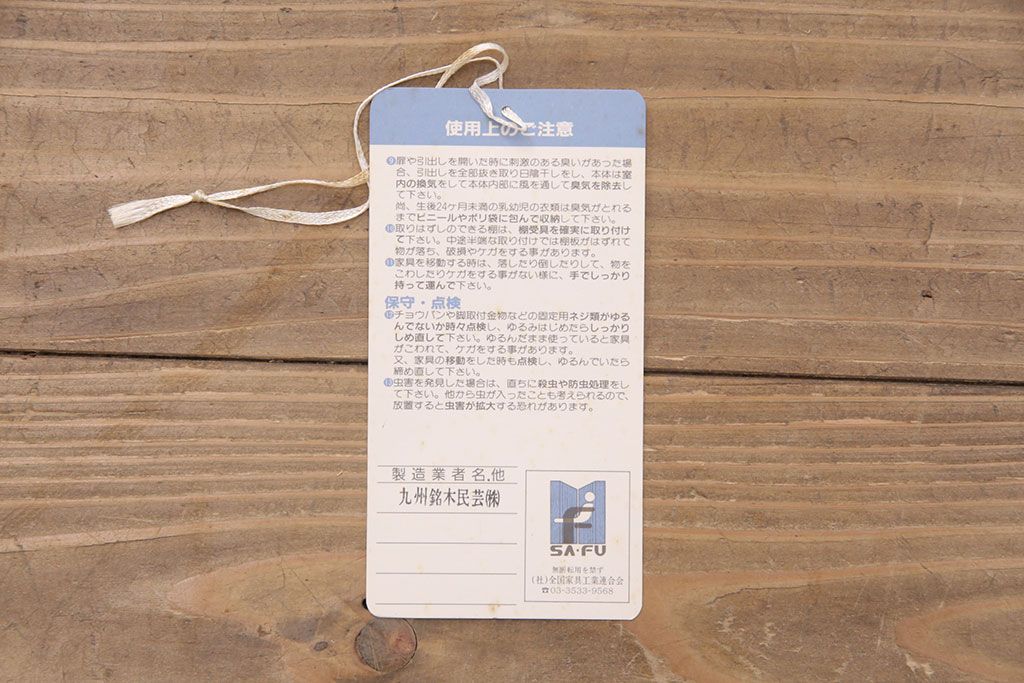 使用上のご注意
⑨扉や引出しを開いた時に刺激のある臭いがあった場
合、引出しを全部抜き取り日陰干しをし、本体は室
内の換気をして本体内部に風を通して臭気を除去し
て下さい。
尚、生後24ヶ月未満の乳幼児の衣類は臭気がとれる
までビニールやポリ袋に包んで収納して下さい。
⑩取りはずしのできる棚は、棚受具を確実に取り付け
て下さい。中途半端な取り付けでは棚板がはずれて
物が落ち、破損やケガをする事があります。
⑪家具を移動する時は、落したり倒したりして、物を
こわしたりケガをする事がない様に、手でしっかり
持って運んで下さい。
保守・点検
⑫チョウバンや脚取付金物などの固定用ネジ類がゆる
んでないか時々点検し、ゆるみはじめたらしっかり
しめ直して下さい。ゆるんだまま使っていると家具
がこわれて、ケガをする事があります。
又、家具の移動をした時も点検し、ゆるんでいたら
締め直して下さい。
⑬虫害を発見した場合は、直ちに殺虫や防虫処理をし
て下さい。他から虫が入ったことも考えられるので、
放置すると虫害が拡大する恐れがあります。
製造業者名.他
九州銘木民芸㈱
SA・FU
無断転用を禁ず
(社)全国家具工業連合会
☎03-3533-9568